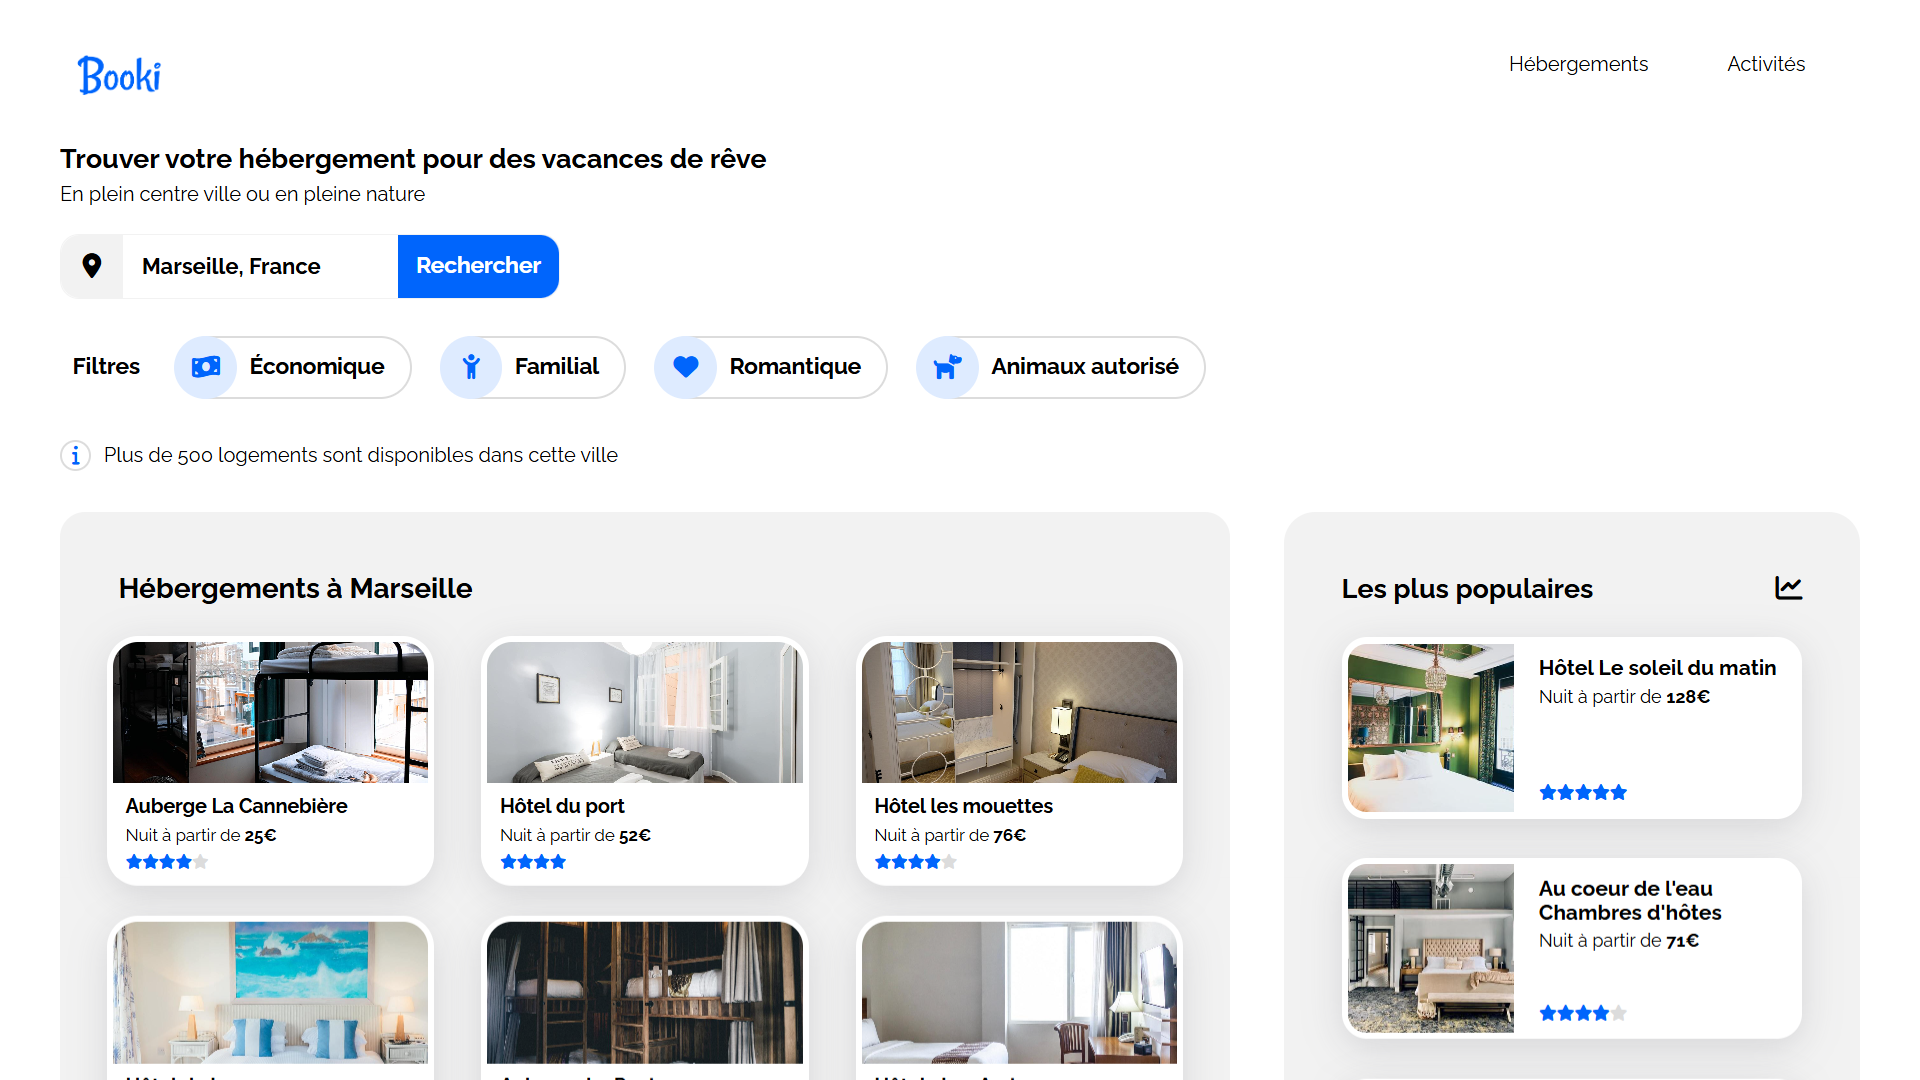 Booki
Hébergements
Activités
Trouver votre hébergement pour des vacances de rêve
En plein centre ville ou en pleine nature
Marseille, France
Rechercher
Filtres
Économique
Familial
Romantique
Animaux autorisé
Plus de 500 logements sont disponibles dans cette ville
Hébergements à Marseille
Auberge La Cannebière
Nuit à partir de 25€
Hôtel du port
Nuit à partir de 52€
Hôtel les mouettes
Nuit à partir de 76€
Les plus populaires
Hôtel Le soleil du matin
Nuit à partir de 128€
Au coeur de l'eau
Chambres d'hôtes
Nuit à partir de 71€